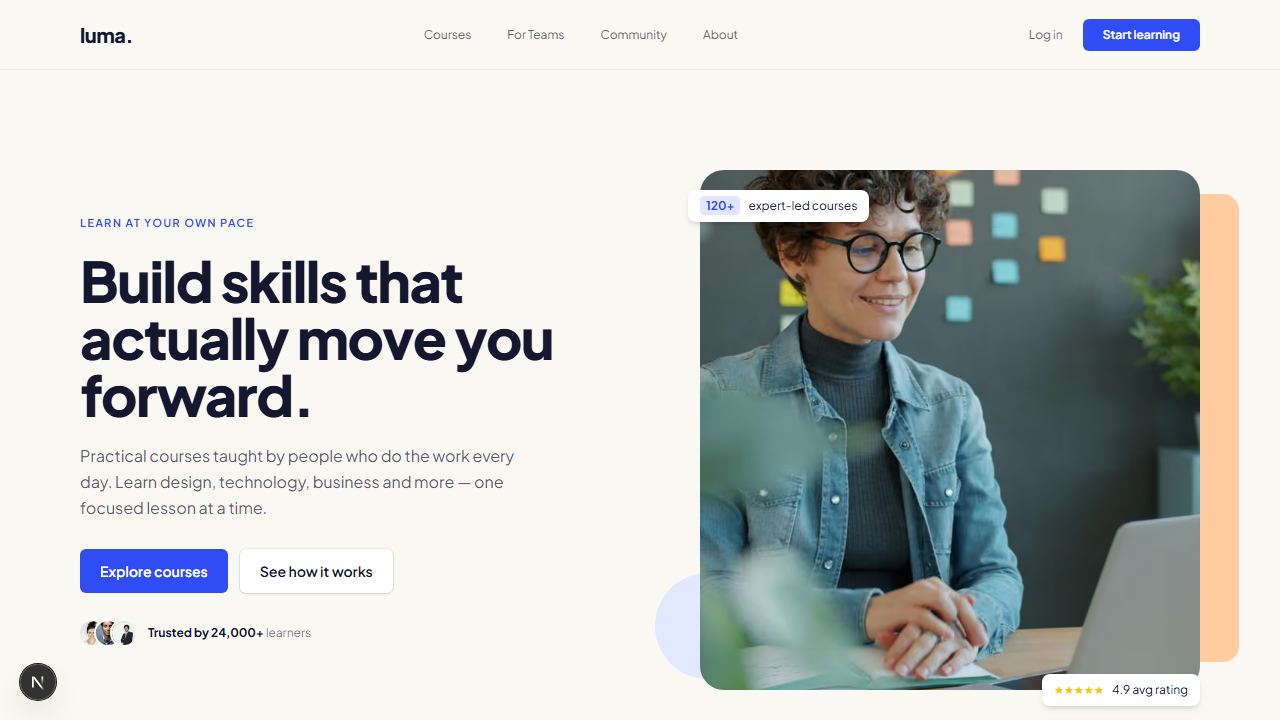 luma.
Courses
For Teams
Community
About
Log in
Start learning
LEARN AT YOUR OWN PACE
Build skills that
actually move you
forward.
Practical courses taught by people who do the work every
day. Learn design, technology, business and more — one
focused lesson at a time.
Explore courses
See how it works
Trusted by 24,000+ learners
120+ expert-led courses
★★★★★ 4.9 avg rating
N